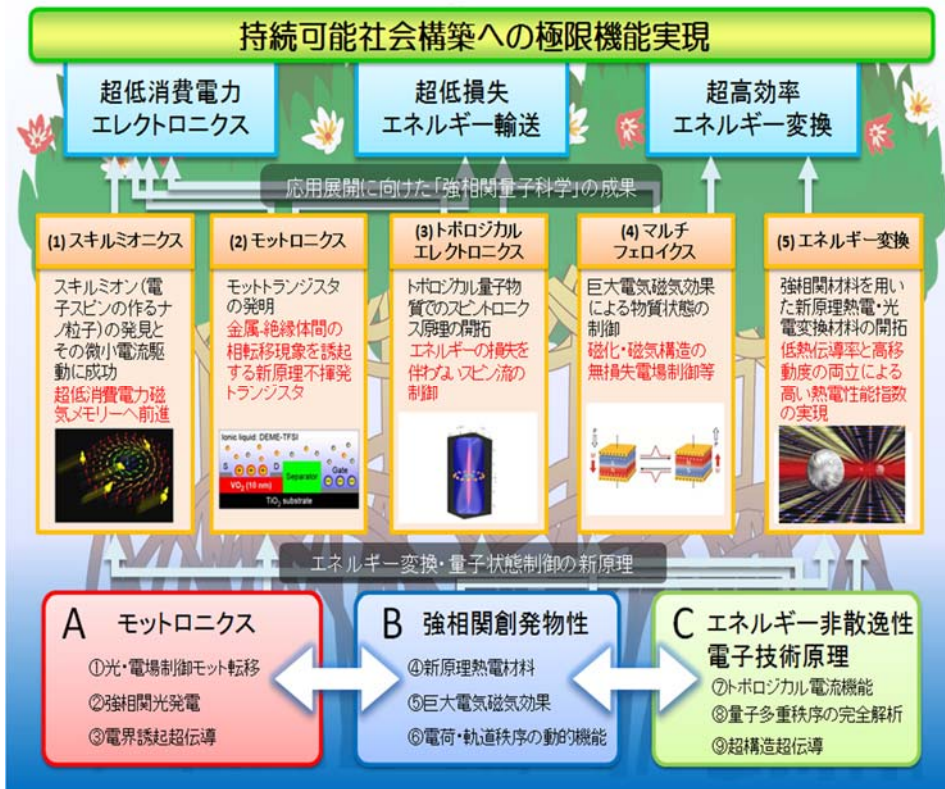 持続可能社会構築への極限機能実現
超低消費電力
エレクトロニクス
超低損失
エネルギー輸送
超高効率
エネルギー変換
応用展開に向けた「強相関量子科学」の成果
(1) スキルミオニクス
スキルミオン(電
子スピンの作るナ
ノ粒子)の発見と
その微小電流駆
動に成功
超低消費電力磁
気メモリーへ前進
(2) モットロニクス
モットトランジスタ
の発明
金属-絶縁体間の
相転移現象を誘起
する新原理不揮発
トランジスタ
Ionic liquid: DEME-TFSI
S
D
Separator
Gate
VO2 (10 nm)
TiO2 substrate
(3) トポロジカル
エレクトロニクス
トポロジカル量子物
質でのスピントロニク
ス原理の開拓
エネルギーの損失を
伴わないスピン流の
制御
(4) マルチ
フェロイクス
巨大電気磁気効果
による物質状態の
制御
磁化・磁気構造の
無損失電場制御等
(5) エネルギー変換
強相関材料を用い
た新原理熱電・光
電変換材料の開拓
低熱伝導率と高移
動度の両立による
高い熱電性能指数
の実現
エネルギー変換・量子状態制御の新原理
A モットロニクス
①光・電場制御モット転移
②強相関光発電
③電界誘起超伝導
B 強相関創発物性
④新原理熱電材料
⑤巨大電気磁気効果
⑥電荷・軌道秩序の動的機能
C エネルギー非散逸性
電子技術原理
⑦トポロジカル電流機能
⑧量子多重秩序の完全解析
⑨超構造超伝導